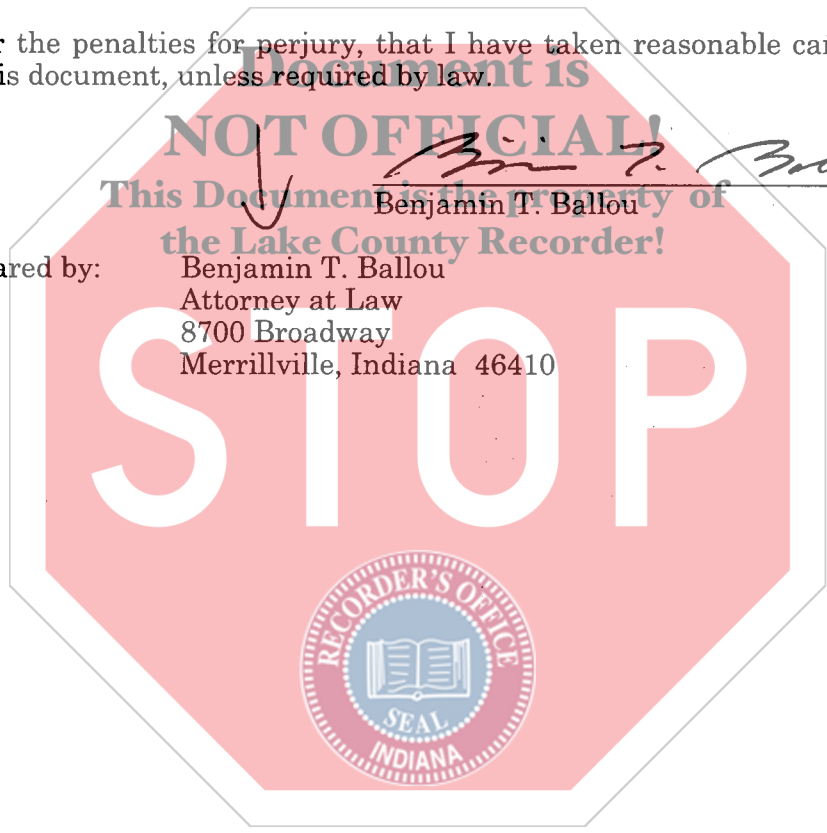 r the penalties for perjury, that I have taken reasonable car
is document, unless required by law.
Document is
NOT OFFICIAL!
This Document is the property of
the Lake County Recorder!
Benjamin T. Ballou
ared by: Benjamin T. Ballou
Attorney at Law
8700 Broadway
Merrillville, Indiana 46410
STOP
RECORDER'S OFFICE
SEAL
INDIANA